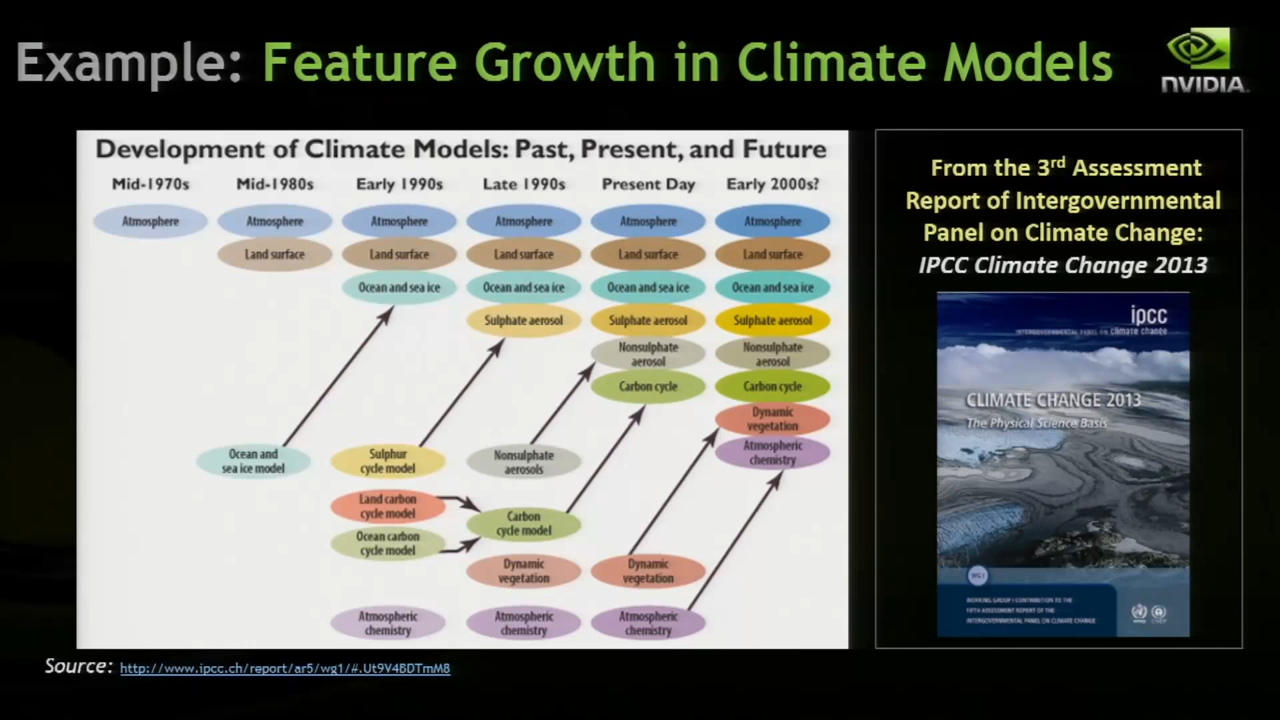 Example: Feature Growth in Climate Models
NVIDIA.
Development of Climate Models: Past, Present, and Future
Mid-1970s Mid-1980s Early 1990s Late 1990s Present Day Early 2000s?
Atmosphere Atmosphere Atmosphere Atmosphere Atmosphere Atmosphere
Land surface Land surface Land surface Land surface Land surface
Ocean and sea ice Ocean and sea ice Ocean and sea ice Ocean and sea ice
Sulphate aerosol Sulphate aerosol Sulphate aerosol
Nonsulphate Nonsulphate
aerosol aerosol
Carbon cycle Carbon cycle
Dynamic
vegetation
Atmospheric
chemistry
Ocean and Sulphur Nonsulphate
sea ice model cycle model aerosols
Land carbon
cycle model
Carbon
cycle model
Ocean carbon
cycle model
Dynamic Dynamic
vegetation vegetation
Atmospheric Atmospheric Atmospheric
chemistry chemistry chemistry
From the 3rd Assessment
Report of Intergovernmental
Panel on Climate Change:
IPCC Climate Change 2013
ipcc
INTERGOVERNMENTAL PANEL ON climate change
CLIMATE CHANGE 2013
The Physical Science Basis
WG I
WORKING GROUP I CONTRIBUTION TO THE
FIFTH ASSESSMENT REPORT OF THE
INTERGOVERNMENTAL PANEL ON CLIMATE CHANGE
Source: http://www.ipcc.ch/report/ar5/wg1/#.Ut9V4BDTmM8